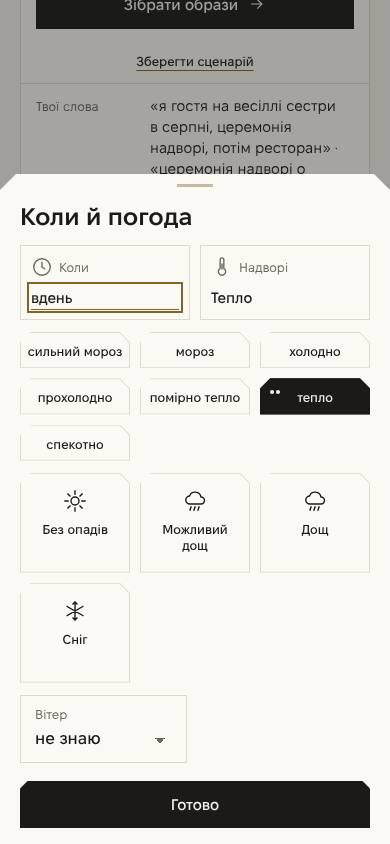 Зібрати образи →
Зберегти сценарій
Твої слова
«я гостя на весіллі сестри
в серпні, церемонія
надворі, потім ресторан» ·
«церемонія надворі о
Коли й погода
Коли
вдень
Надворі
Тепло
сильний мороз
мороз
холодно
прохолодно
помірно тепло
тепло
спекотно
Без опадів
Можливий
дощ
Дощ
Сніг
Вітер
не знаю
Готово